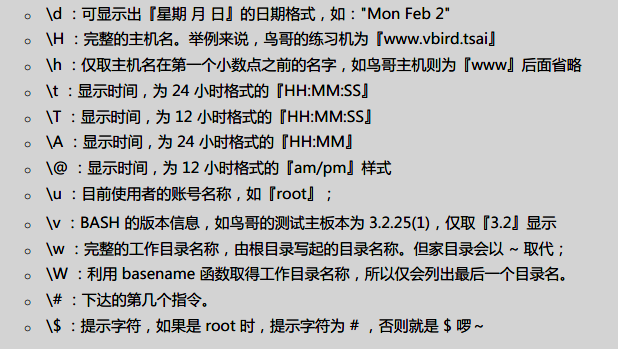 ○ \d ：可显示出『星期 月 日』的日期格式，如："Mon Feb 2"
○ \H ：完整的主机名。举例来说，鸟哥的练习机为『www.vbird.tsai』
○ \h ：仅取主机名在第一个小数点之前的名字，如鸟哥主机则为『www』后面省略
○ \t ：显示时间，为 24 小时格式的『HH:MM:SS』
○ \T ：显示时间，为 12 小时格式的『HH:MM:SS』
○ \A ：显示时间，为 24 小时格式的『HH:MM』
○ \@ ：显示时间，为 12 小时格式的『am/pm』样式
○ \u ：目前使用者的账号名称，如『root』；
○ \v ：BASH 的版本信息，如鸟哥的测试主板本为 3.2.25(1)，仅取『3.2』显示
○ \w ：完整的工作目录名称，由根目录写起的目录名称。但家目录会以 ~ 取代；
○ \W ：利用 basename 函数取得工作目录名称，所以仅会列出最后一个目录名。
○ \# ：下达的第几个指令。
○ \$ ：提示字符，如果是 root 时，提示字符为 # ，否则就是 $ 啰～